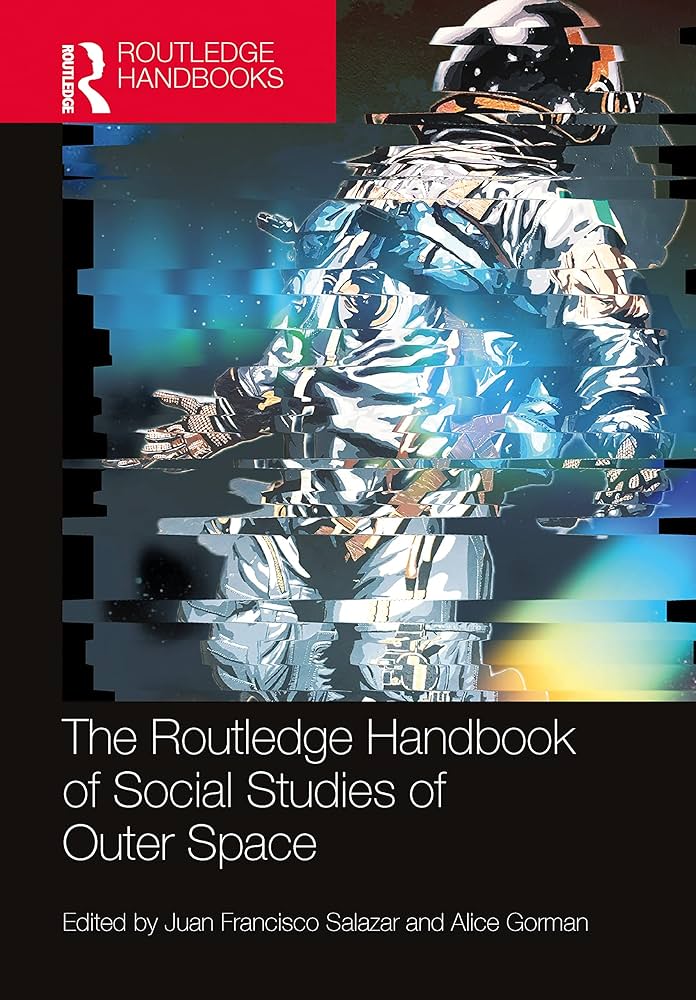 ROUTLEDGE
ROUTLEDGE
HANDBOOKS
The Routledge Handbook
of Social Studies of
Outer Space
Edited by Juan Francisco Salazar and Alice Gorman